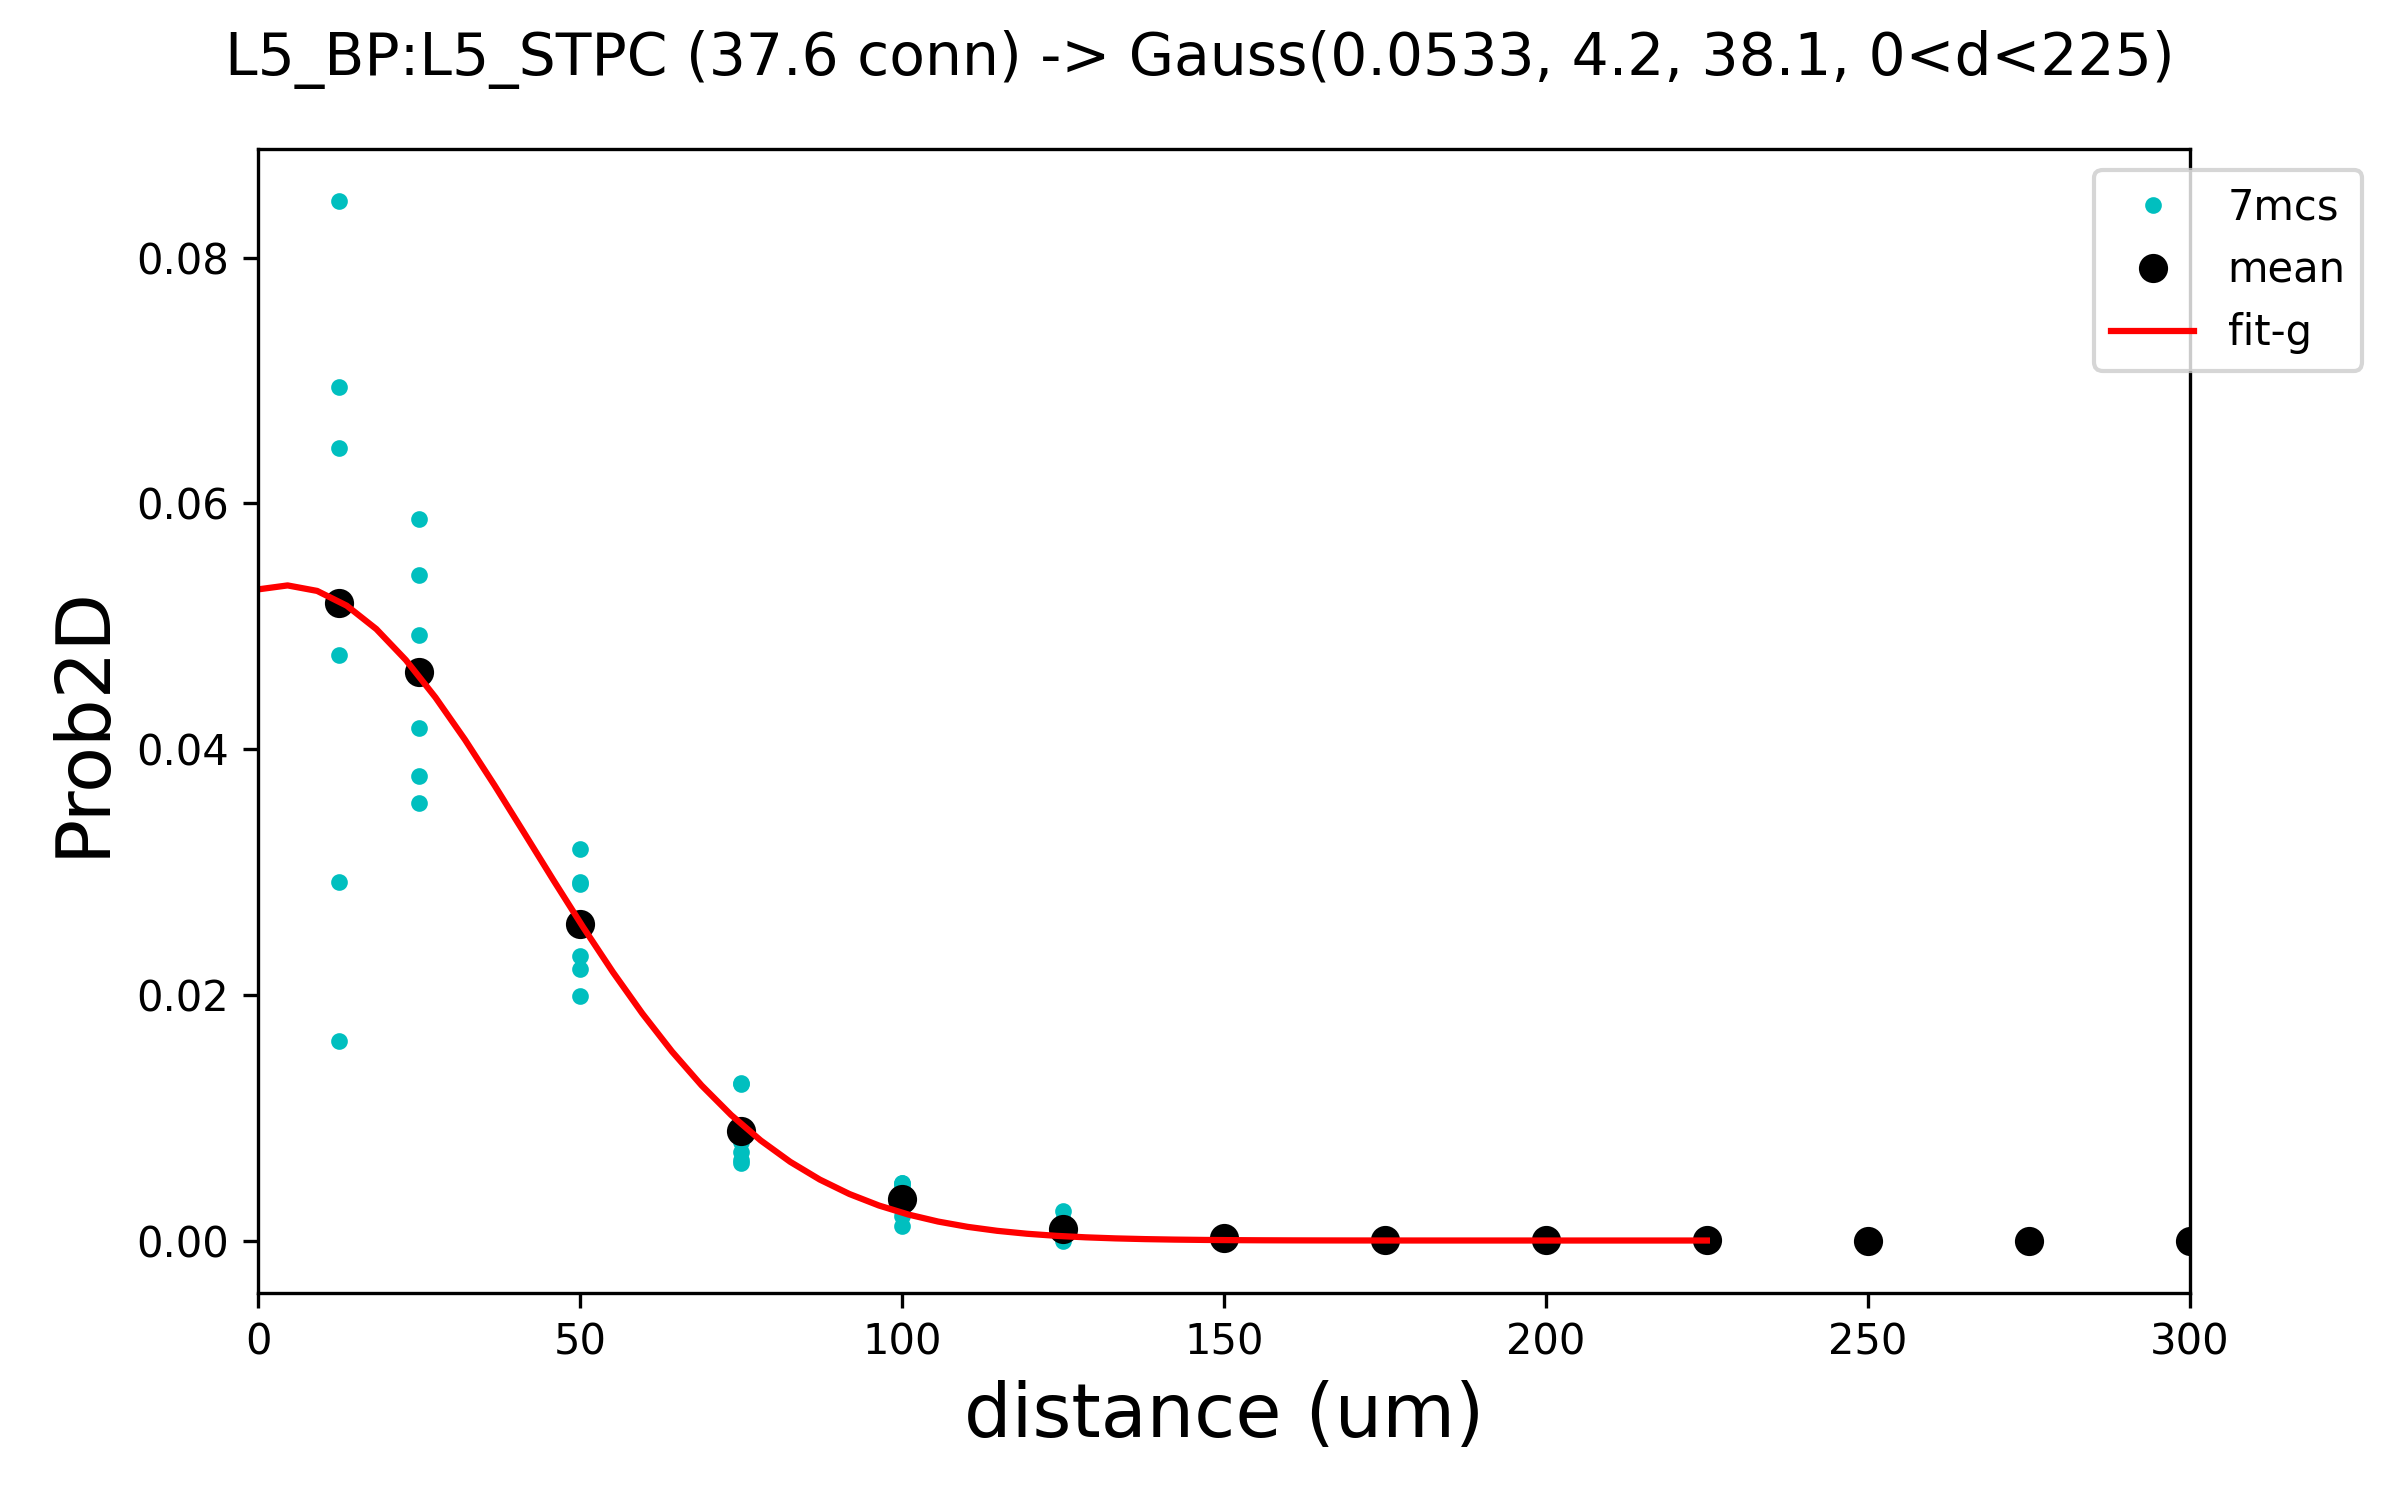 L5_BP:L5_STPC (37.6 conn) -> Gauss(0.0533, 4.2, 38.1, 0<d<225)
7mcs
mean
fit-g
0.08
0.06
0.04
0.02
0.00
Prob2D
0 50 100 150 200 250 300
distance (um)